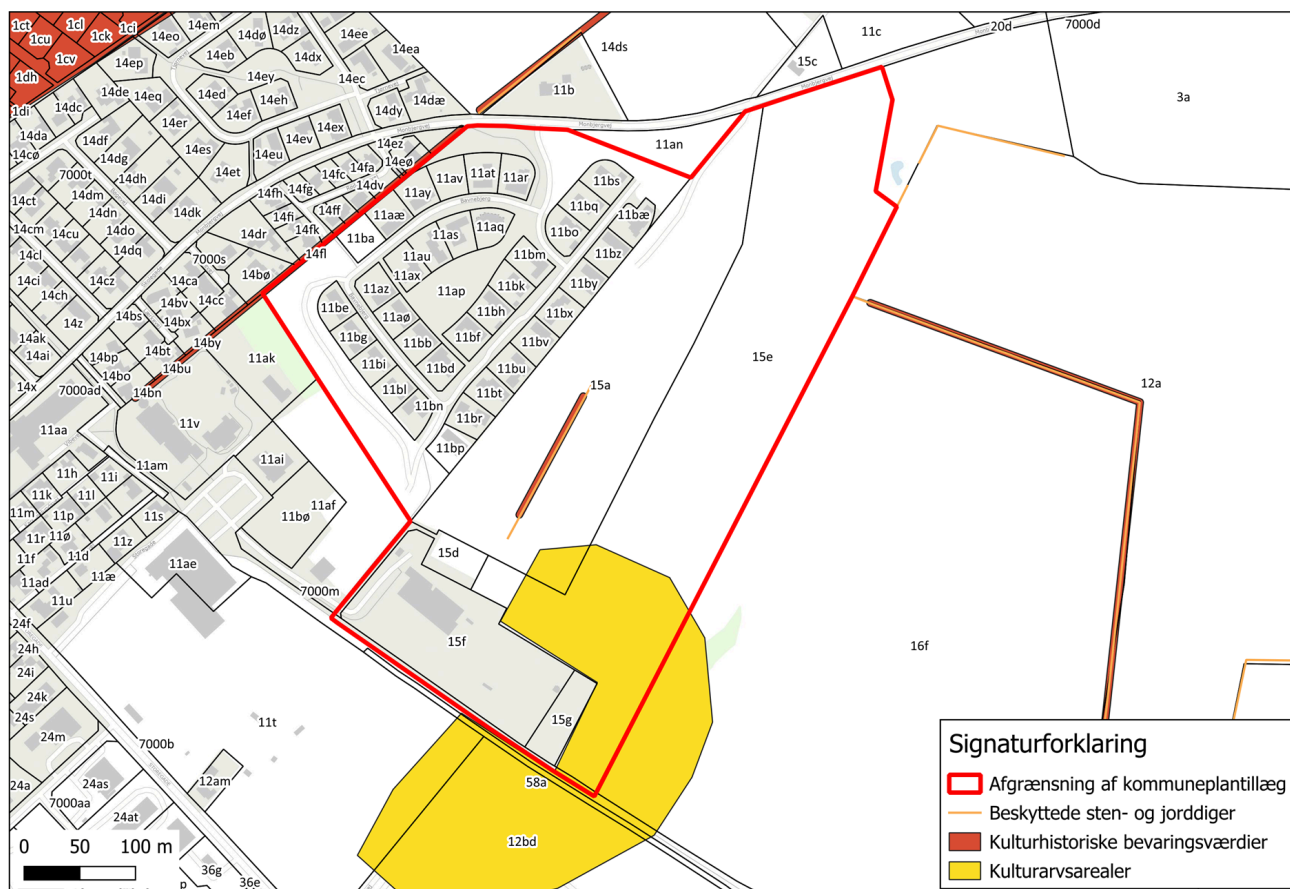 1ct
1cl
1ck
1ci
1cu
1cv
1dh
1di
14eo
14em
14dø
14dz
14ee
14ea
14eb
14dx
14ep
14ey
14ec
14ed
14eh
14dæ
14dy
14ef
14dc
14de
14eq
14er
14ev
14ex
14da
14df
14es
14eu
14ez
14cø
14dg
14et
14eø
7000t
14dh
14fc
14fa
14dv
14ct
14dm
14di
14fh
14fg
14dn
14dk
14fi
14ff
14cm
14cu
14do
14dr
14fk
14dq
14fl
14cl
7000s
14ci
14cz
14ca
14bø
14ch
14bv
14cc
14z
14bs
14bx
14ak
14by
14ai
14bt
14bp
14bu
14x
14bo
14bn
7000ad
14ds
11b
11c
15c
20d
7000d
3a
Monbjergvej
Monbjergvej
11an
11av
11at
11ar
11ay
11bs
11aæ
11bq
11bæ
11ba
11as
11aq
11bo
11bz
11au
11bm
11ax
11bk
11by
11az
11ap
11bh
11bx
11be
11aø
11bf
11bv
11bg
11bb
11bu
11bi
11bd
11bt
11bl
11bn
11br
11bp
11ak
11aa
11v
11am
11ai
11af
11bø
11h
11i
11k
11l
11m
11p
11s
11r
11ø
11z
11f
11d
11ad
11æ
11u
11ae
7000m
15e
15a
12a
15d
15f
15g
16f
24f
24h
24i
24k
24s
24m
24a
7000b
11t
12am
24as
7000aa
24at
36g
36e
p
58a
12bd
0 50 100 m
Signaturforklaring
Afgrænsning af kommuneplantillæg
Beskyttede sten- og jorddiger
Kulturhistoriske bevaringsværdier
Kulturarvsarealer